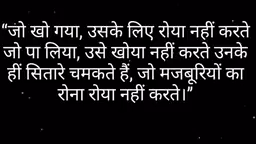 “जो खो गया, उसके लिए रोया नहीं करते
जो पा लिया, उसे खोया नहीं करते उनके
हीं सितारे चमकते हैं, जो मजबूरियों का
रोना रोया नहीं करते।”